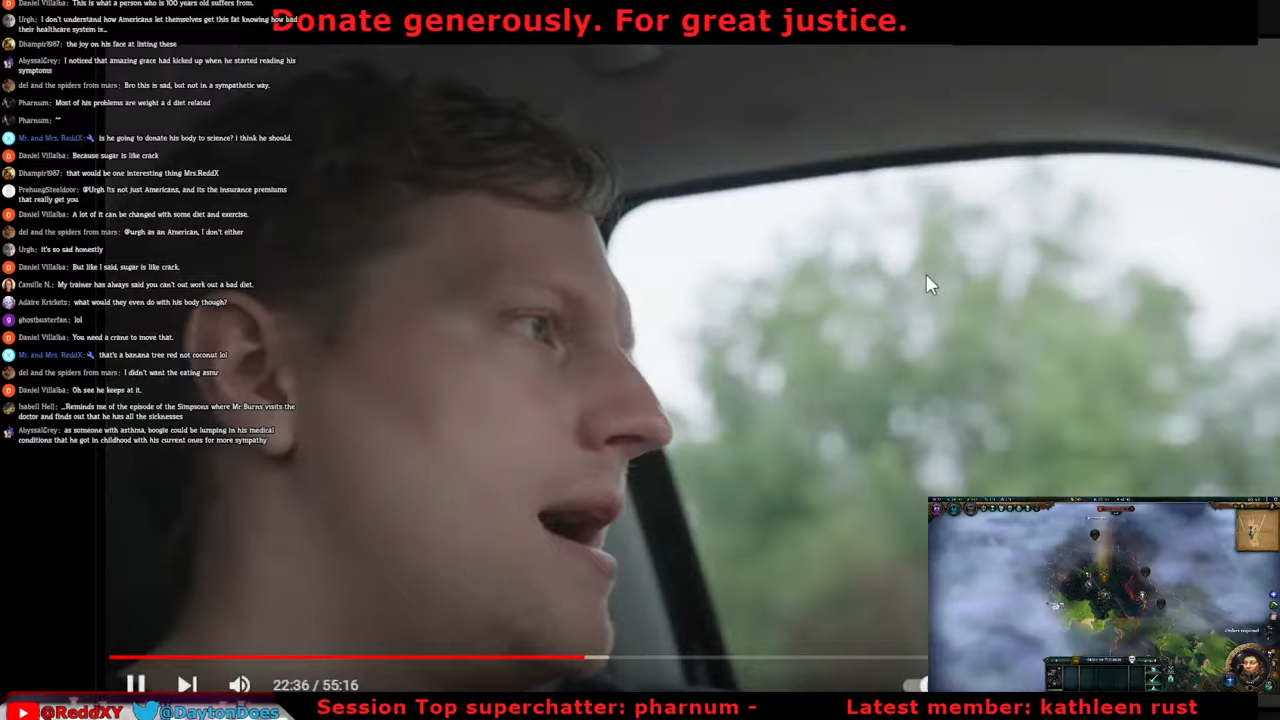 Donate generously. For great justice.
Daniel Villalba: This is what a person who is 100 years old suffers from.
Urgh: I don't understand how Americans let themselves get this fat knowing how bad
their healthcare system is...
Dhampir1987: the joy on his face at listing these
AbyssalGrey: I noticed that amazing grace had kicked up when he started reading his
symptoms
del and the spiders from mars: Bro this is sad, but not in a sympathetic way.
Pharnum: Most of his problems are weight a d diet related
Pharnum: ^^
Mr. and Mrs. ReddX: is he going to donate his body to science? i think he should.
Daniel Villalba: Because sugar is like crack
Dhampir1987: that would be one interesting thing Mrs.ReddX
PrehungSteeldoor: @Urgh Its not just Americans, and its the insurance premiums
that really get you.
Daniel Villalba: A lot of it can be changed with some diet and exercise.
del and the spiders from mars: @urgh as an American, I don't either
Urgh: It's so sad honestly
Daniel Villalba: But like I said, sugar is like crack.
Camille N.: My trainer has always said you can't out work out a bad diet.
Adaire Krickets: what would they even do with his body though?
ghostbusterfan: lol
Daniel Villalba: You need a crane to move that.
Mr. and Mrs. ReddX: that's a banana tree red not coconut lol
del and the spiders from mars: I didn't want the eating asmr
Daniel Villalba: Oh see he keeps at it.
Isabell Hell: ...Reminds me of the episode of the Simpsons where Mr Burns visits the
doctor and finds out that he has all the sicknesses
AbyssalGrey: as someone with asthma, boogie could be lumping in his medical
conditions that he got in childhood with his current ones for more sympathy
22:36 / 55:16
Orders required
@ReddXY @DaytonDoes
Session Top superchatter: pharnum -
Latest member: kathleen rust